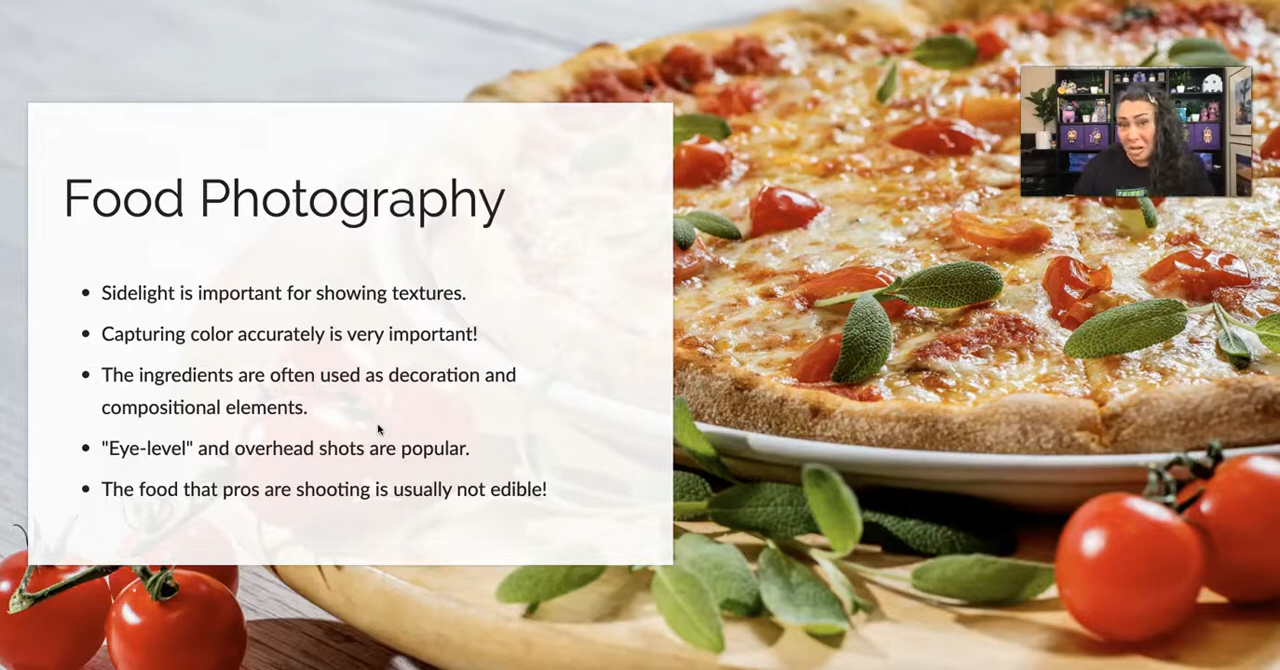 Food Photography
• Sidelight is important for showing textures.
• Capturing color accurately is very important!
• The ingredients are often used as decoration and
compositional elements.
• "Eye-level" and overhead shots are popular.
• The food that pros are shooting is usually not edible!